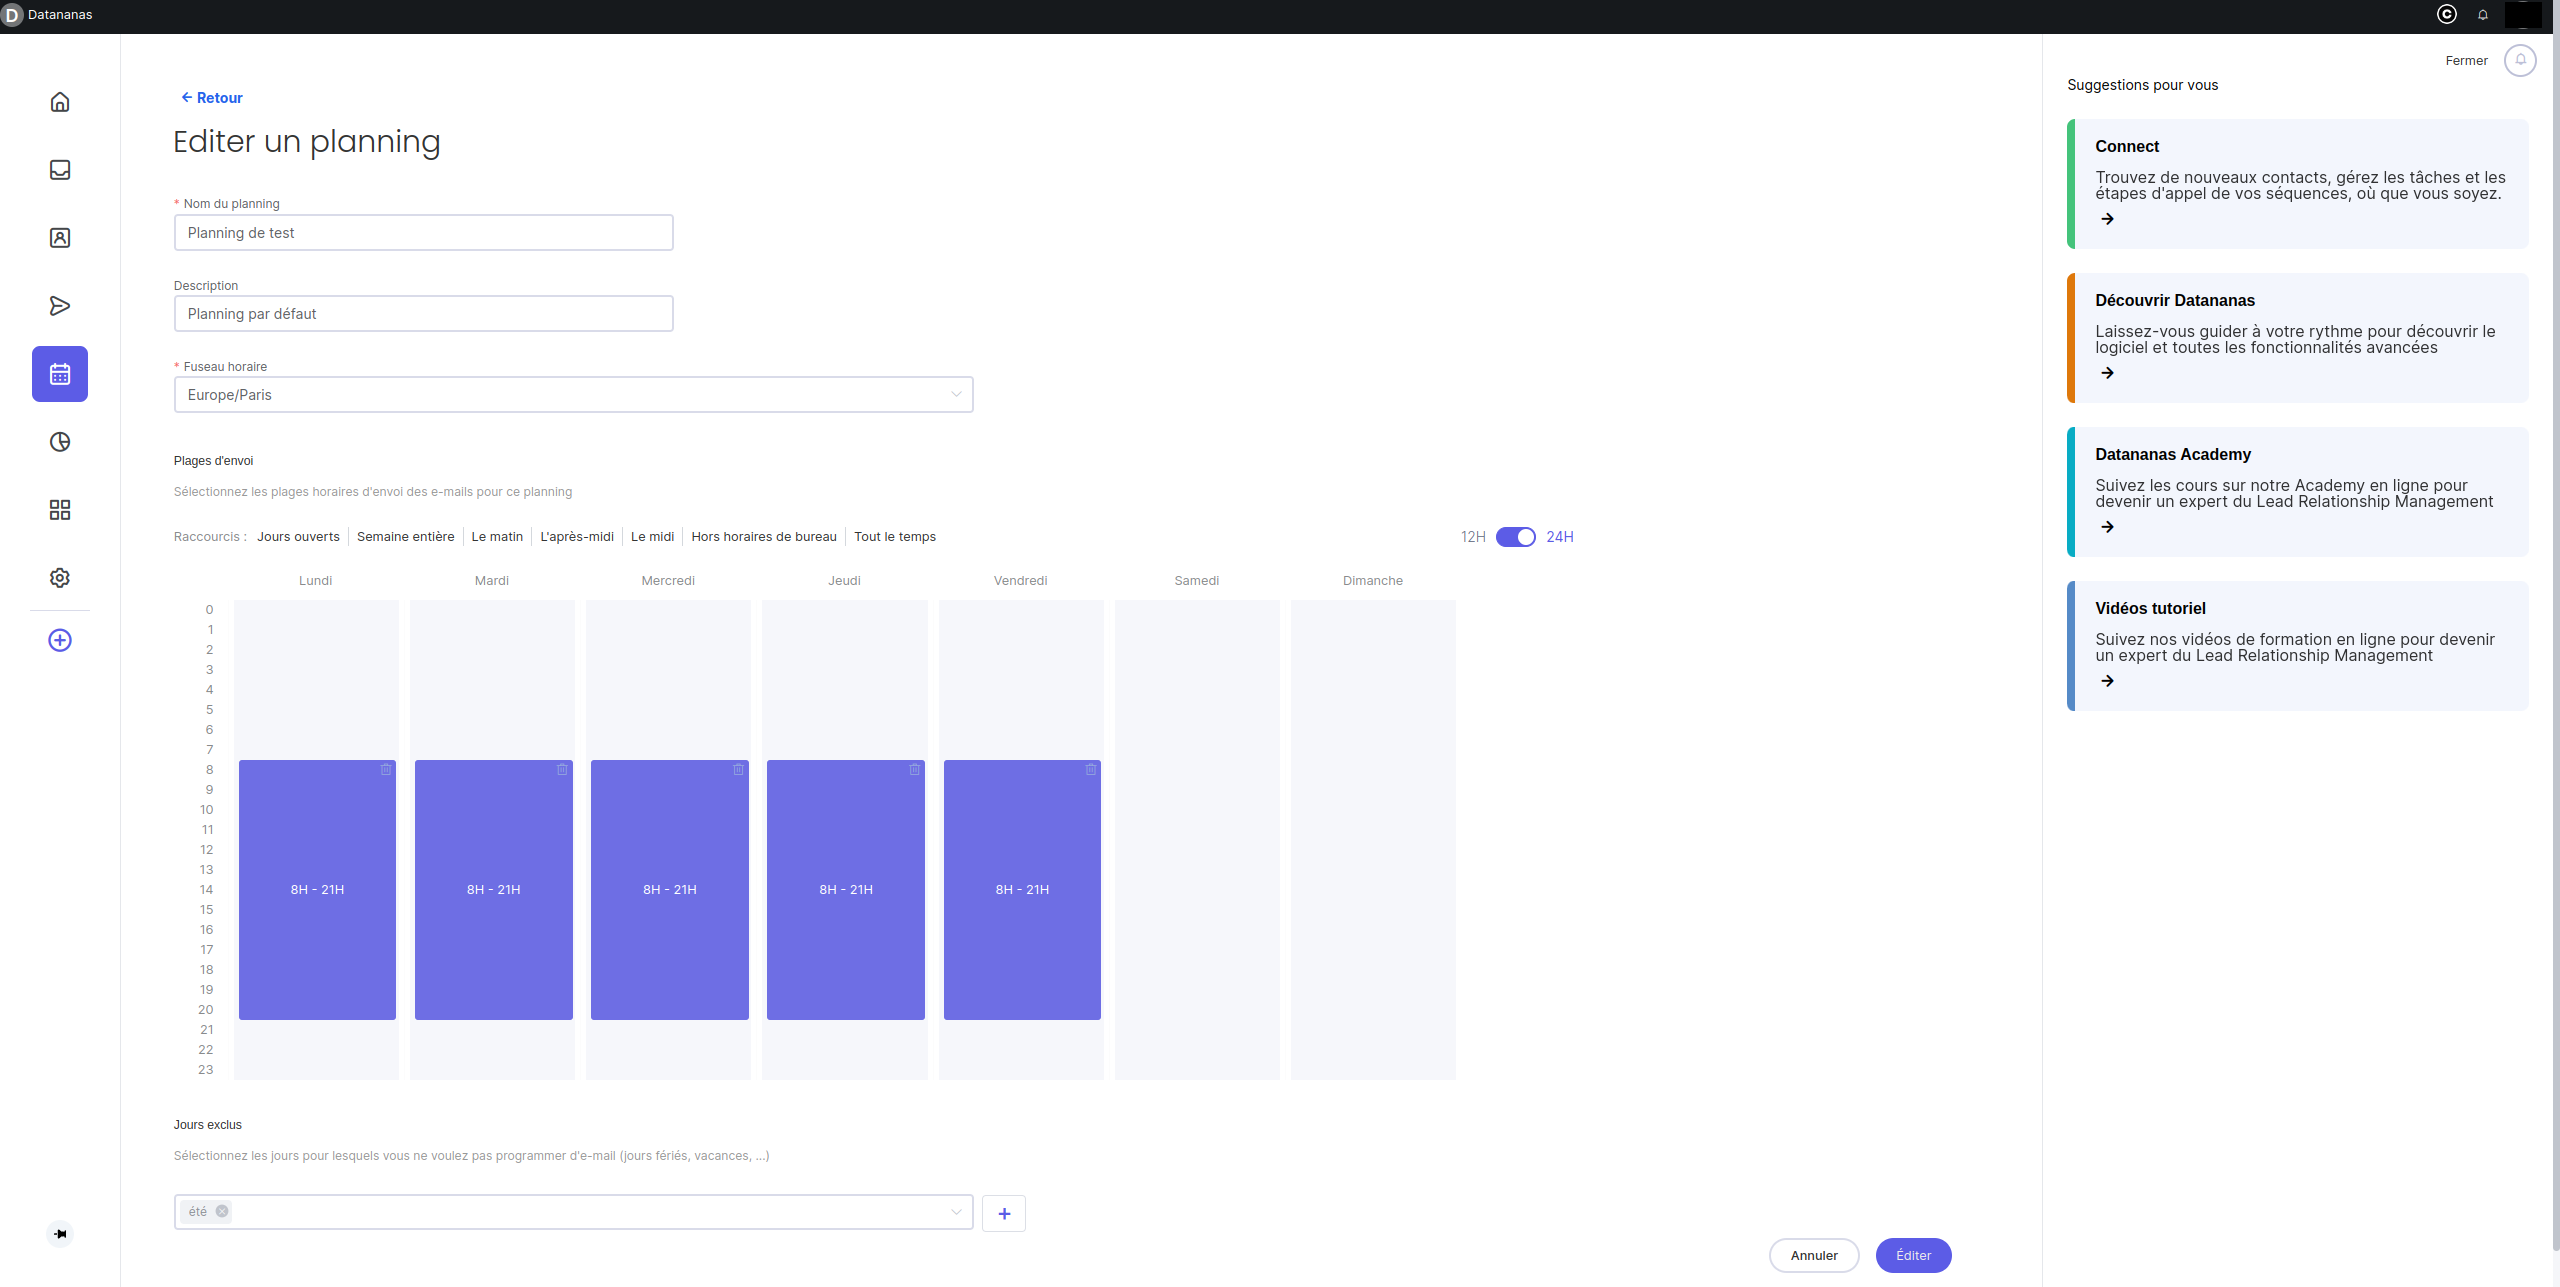 D Datananas
Fermer
Retour
Editer un planning
* Nom du planning
Planning de test
Description
Planning par défaut
* Fuseau horaire
Europe/Paris
Plages d'envoi
Sélectionnez les plages horaires d'envoi des e-mails pour ce planning
Raccourcis : Jours ouverts Semaine entière Le matin L'après-midi Le midi Hors horaires de bureau Tout le temps 12H 24H
Lundi Mardi Mercredi Jeudi Vendredi Samedi Dimanche
0
1
2
3
4
5
6
7
8
9
10
11
12
13
14 8H - 21H 8H - 21H 8H - 21H 8H - 21H 8H - 21H
15
16
17
18
19
20
21
22
23
Jours exclus
Sélectionnez les jours pour lesquels vous ne voulez pas programmer d'e-mail (jours fériés, vacances, ...)
été
Annuler Éditer
Suggestions pour vous
Connect
Trouvez de nouveaux contacts, gérez les tâches et les
étapes d'appel de vos séquences, où que vous soyez.
Découvrir Datananas
Laissez-vous guider à votre rythme pour découvrir le
logiciel et toutes les fonctionnalités avancées
Datananas Academy
Suivez les cours sur notre Academy en ligne pour
devenir un expert du Lead Relationship Management
Vidéos tutoriel
Suivez nos vidéos de formation en ligne pour devenir
un expert du Lead Relationship Management